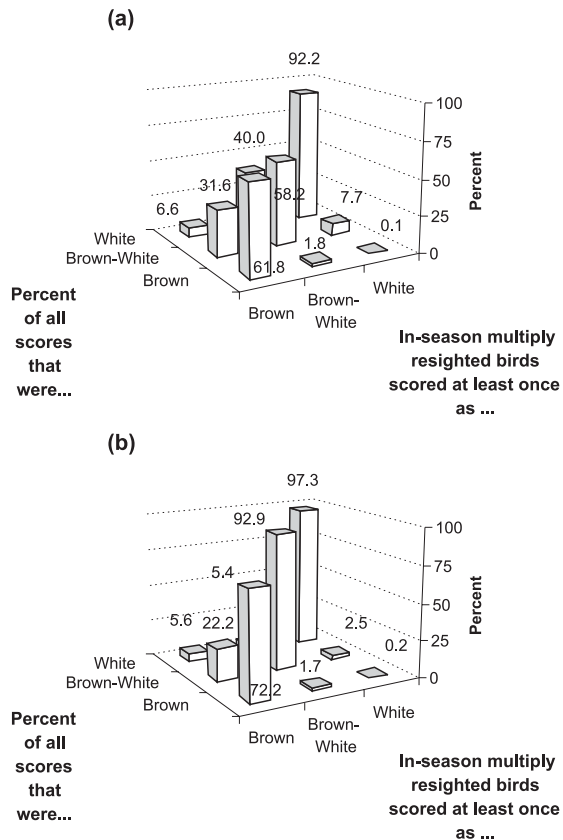 (a)
92.2
100
40.0
75
Percent
31.6
58.2
50
7.7
6.6
25
0.1
White
1.8
0
Brown-White
61.8
Brown
White
Brown-
White
Brown
Percent
of all
scores
that
were...
In-season multiply
resighted birds
scored at least once
as ...
(b)
97.3
92.9
100
5.4
75
Percent
50
5.6
22.2
2.5
25
0.2
White
1.7
0
Brown-White
72.2
Brown
White
Brown-
White
Brown
Percent
of all
scores
that
were...
In-season multiply
resighted birds
scored at least once
as ...